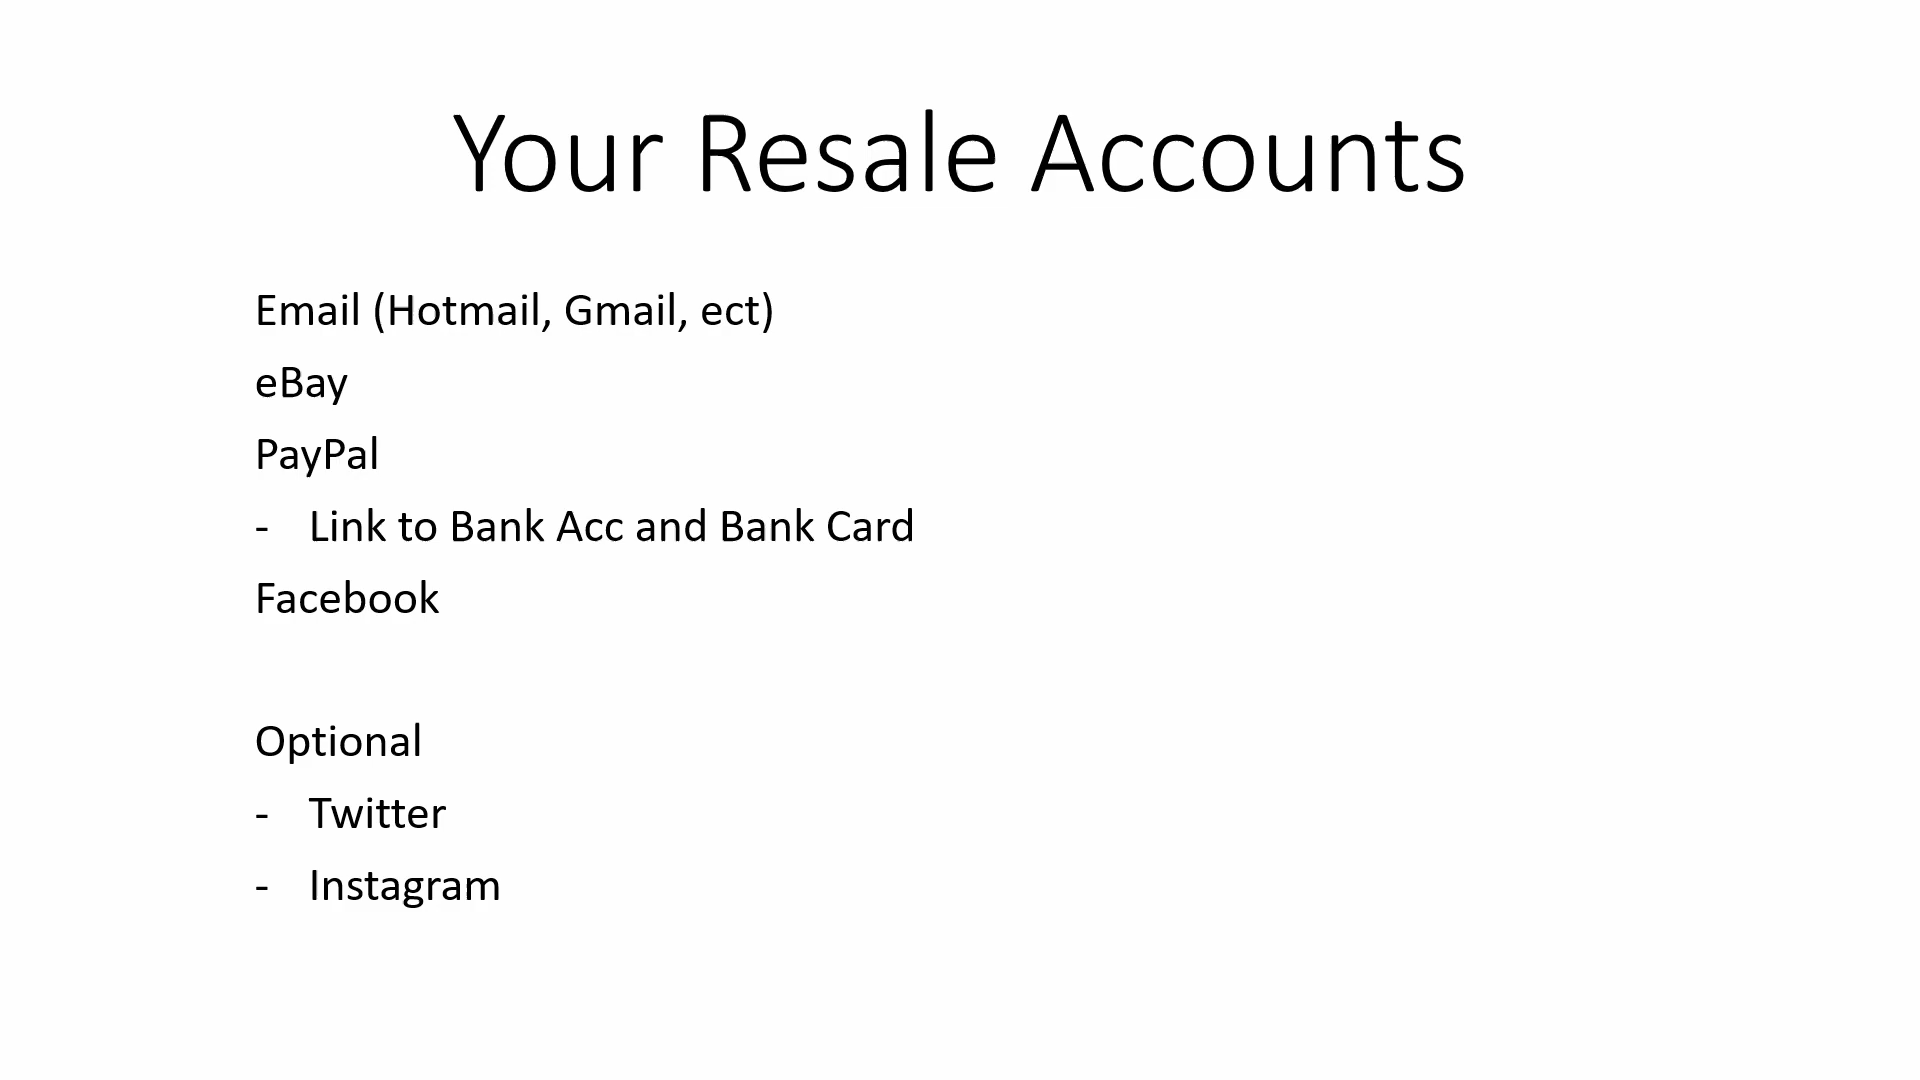 Your Resale Accounts
Email (Hotmail, Gmail, ect)
eBay
PayPal
- Link to Bank Acc and Bank Card
Facebook
Optional
- Twitter
- Instagram